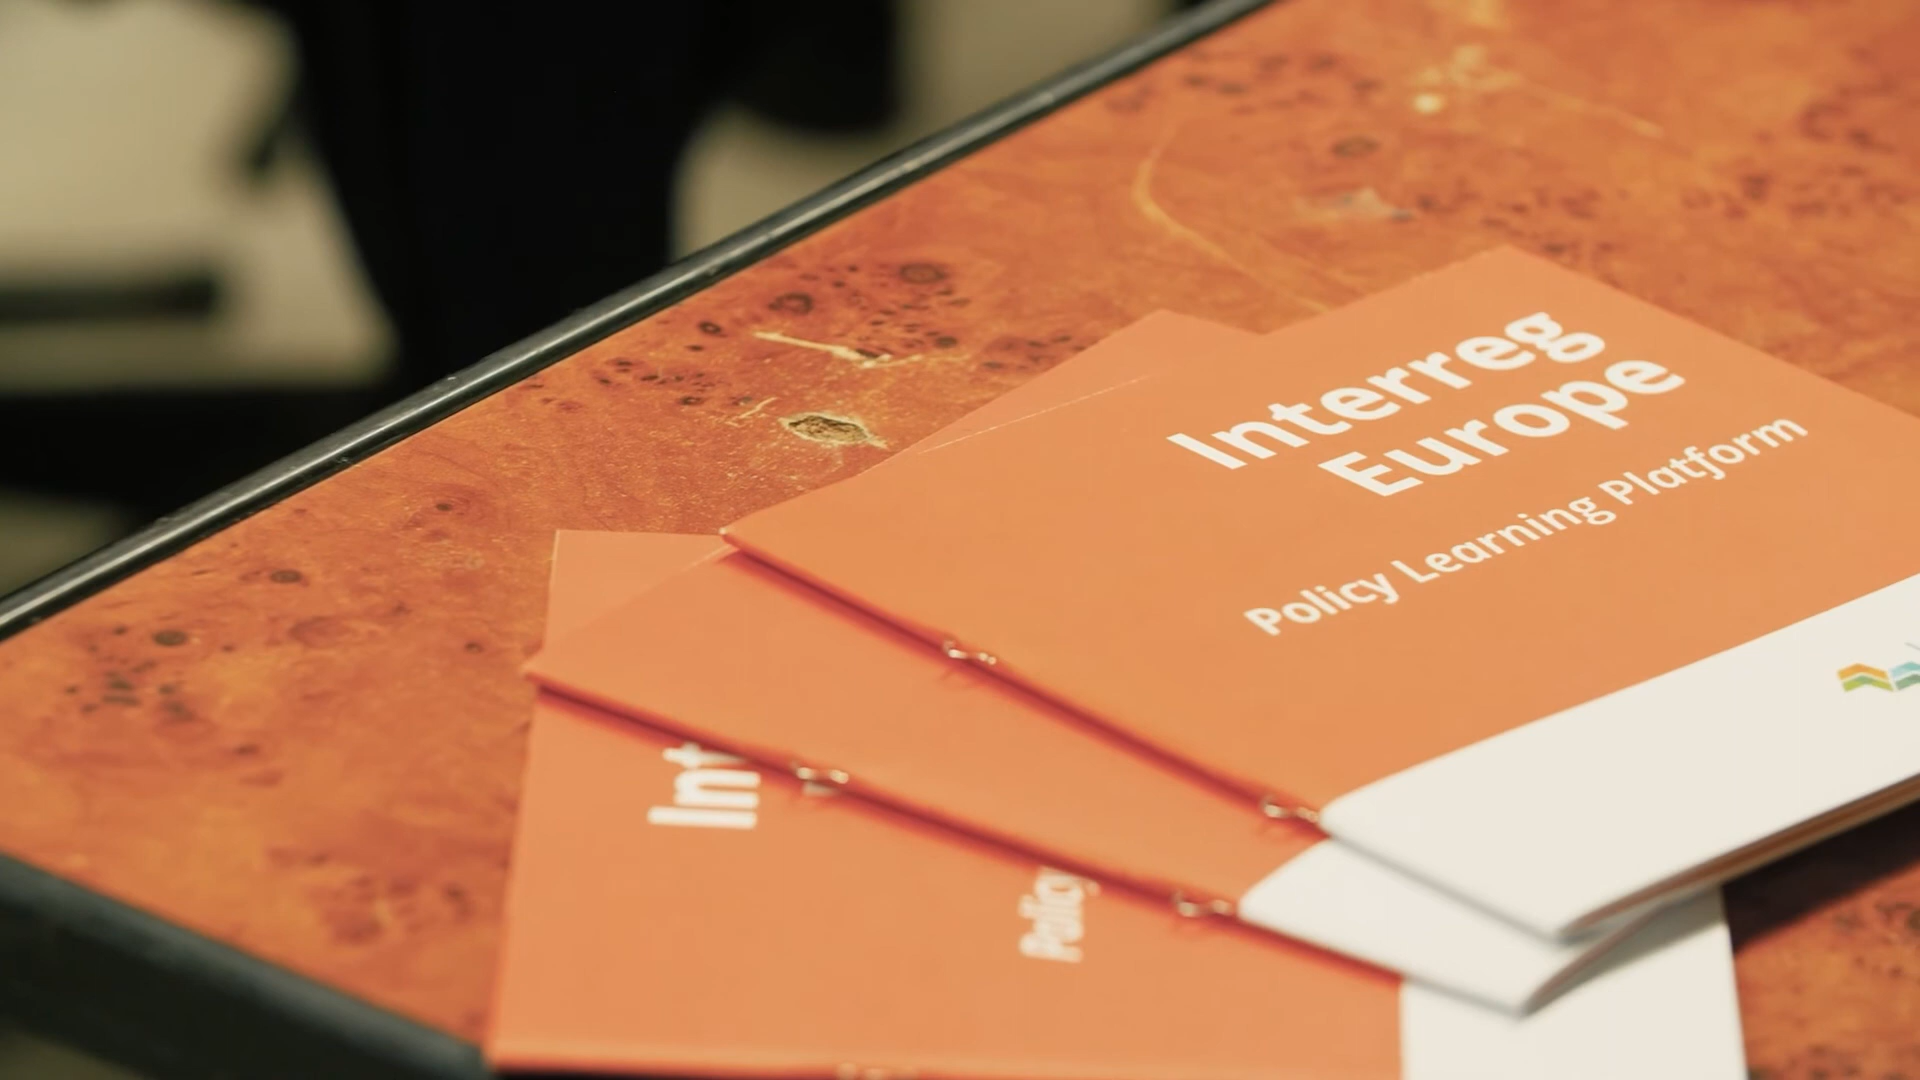 Interreg
Europe
Policy Learning Platform
Int
Policy